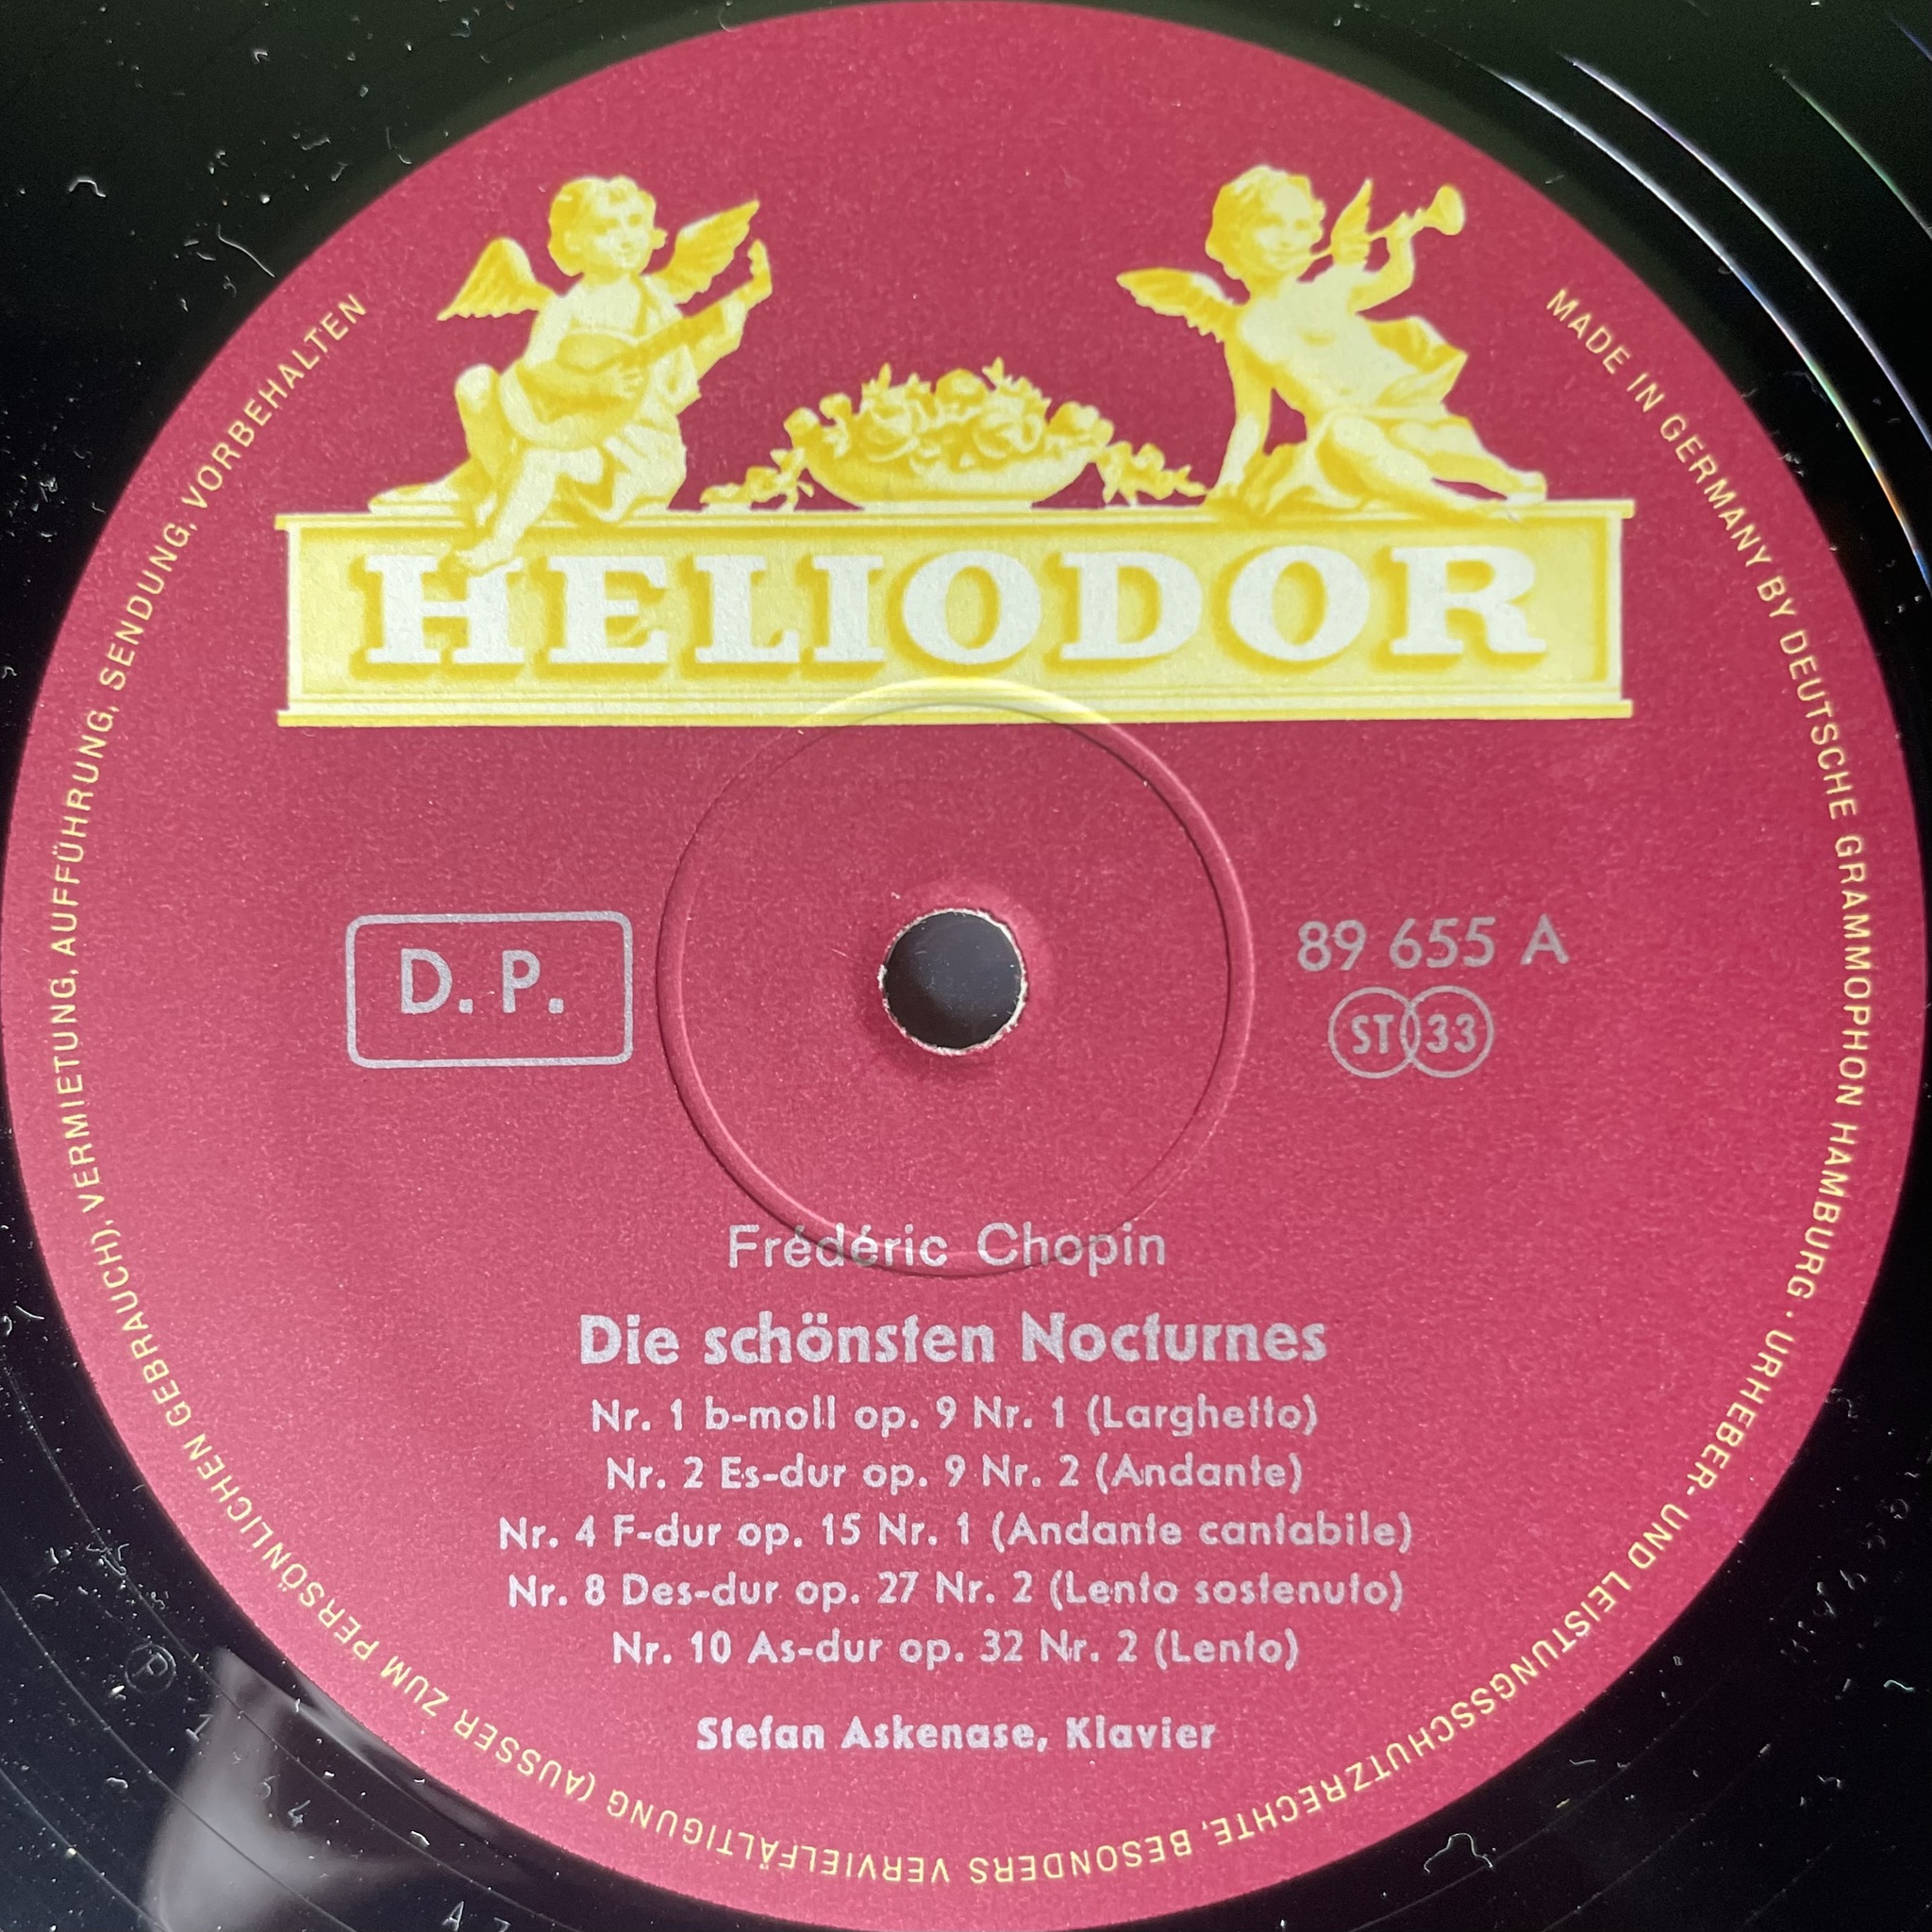 HELIODOR
D. P.
89 655 A
ST 33
Frédéric Chopin
Die schönsten Nocturnes
Nr. 1 b-moll op. 9 Nr. 1 (Larghetto)
Nr. 2 Es-dur op. 9 Nr. 2 (Andante)
Nr. 4 F-dur op. 15 Nr. 1 (Andante cantabile)
Nr. 8 Des-dur op. 27 Nr. 2 (Lento sostenuto)
Nr. 10 As-dur op. 32 Nr. 2 (Lento)
Stefan Askenase, Klavier
MADE IN GERMANY BY DEUTSCHE GRAMMOPHON HAMBURG · URHEBER- UND LEISTUNGSSCHUTZRECHTE, BESONDERS VERVIELFÄLTIGUNG (AUSSER ZUM PERSÖNLICHEN GEBRAUCH), VERMIETUNG, AUFFÜHRUNG, SENDUNG, VORBEHALTEN
Ⓟ